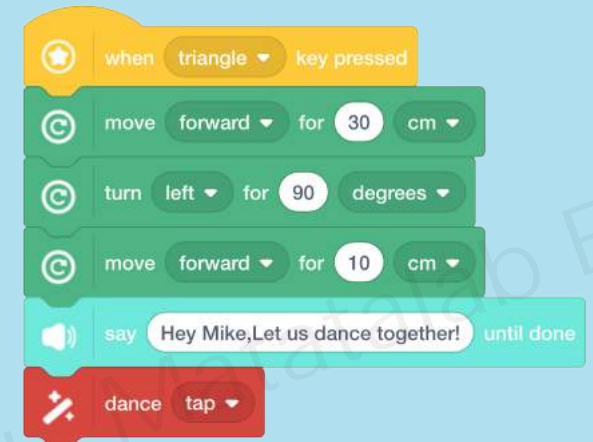 when triangle key pressed
move forward for 30 cm
turn left for 90 degrees
move forward for 10 cm
say Hey Mike,Let us dance together! until done
dance tap
Matatalab E